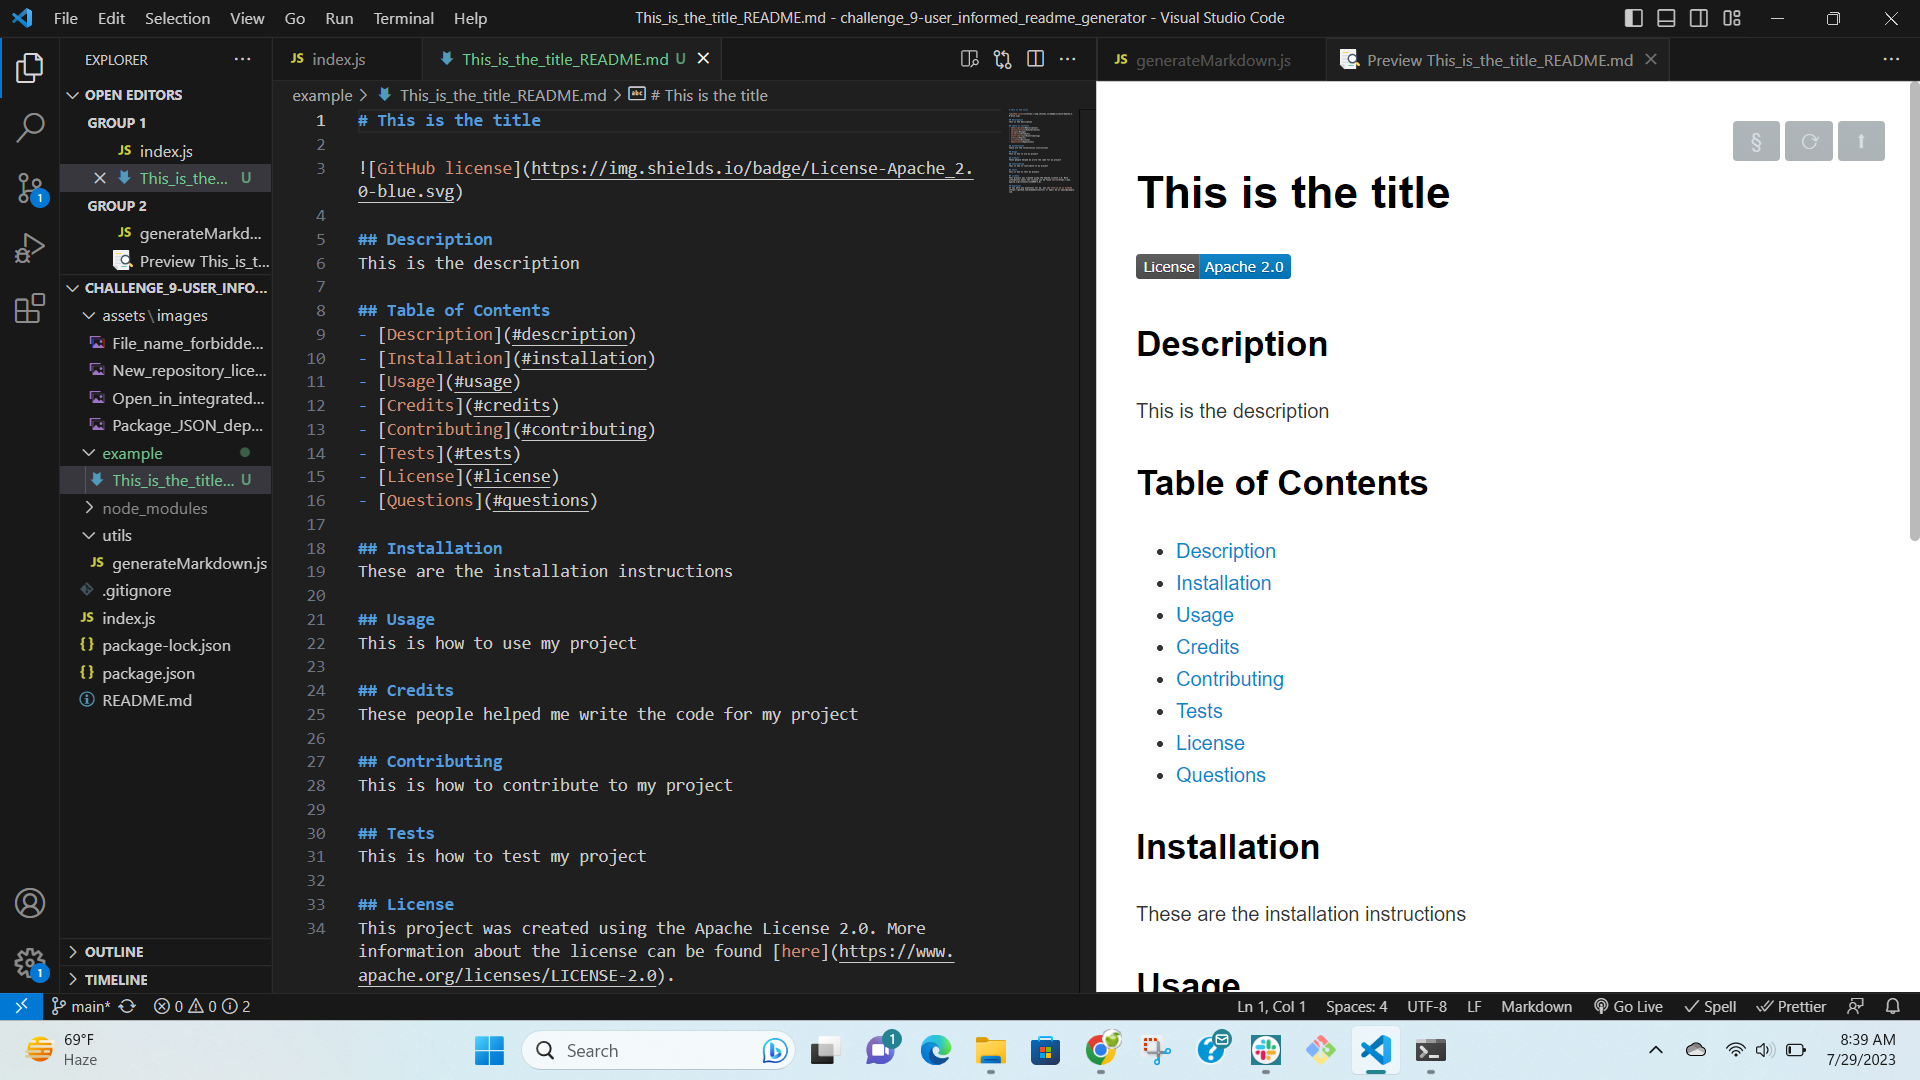 File Edit Selection View Go Run Terminal Help
This_is_the_title_README.md - challenge_9-user_informed_readme_generator - Visual Studio Code
EXPLORER
OPEN EDITORS
GROUP 1
JS index.js
This_is_the... U
GROUP 2
JS generateMarkd...
Preview This_is_t...
CHALLENGE_9-USER_INFO...
assets\images
File_name_forbidde...
New_repository_lice...
Open_in_integrated...
Package_JSON_dep...
example
This_is_the_title... U
node_modules
utils
JS generateMarkdown.js
.gitignore
JS index.js
{} package-lock.json
{} package.json
README.md
OUTLINE
TIMELINE
1
1
JS index.js
This_is_the_title_README.md U
example > This_is_the_title_README.md > abc # This is the title
1 # This is the title
2
3 ![GitHub license](https://img.shields.io/badge/License-Apache_2.
0-blue.svg)
4
5 ## Description
6 This is the description
7
8 ## Table of Contents
9 - [Description](#description)
10 - [Installation](#installation)
11 - [Usage](#usage)
12 - [Credits](#credits)
13 - [Contributing](#contributing)
14 - [Tests](#tests)
15 - [License](#license)
16 - [Questions](#questions)
17
18 ## Installation
19 These are the installation instructions
20
21 ## Usage
22 This is how to use my project
23
24 ## Credits
25 These people helped me write the code for my project
26
27 ## Contributing
28 This is how to contribute to my project
29
30 ## Tests
31 This is how to test my project
32
33 ## License
34 This project was created using the Apache License 2.0. More
information about the license can be found [here](https://www.
apache.org/licenses/LICENSE-2.0).
JS generateMarkdown.js
Preview This_is_the_title_README.md
§
This is the title
License Apache 2.0
Description
This is the description
Table of Contents
• Description
• Installation
• Usage
• Credits
• Contributing
• Tests
• License
• Questions
Installation
These are the installation instructions
Usage
main* 0 0 2
Ln 1, Col 1 Spaces: 4 UTF-8 LF Markdown Go Live Spell Prettier
69°F
Haze
Search
1
8:39 AM
7/29/2023